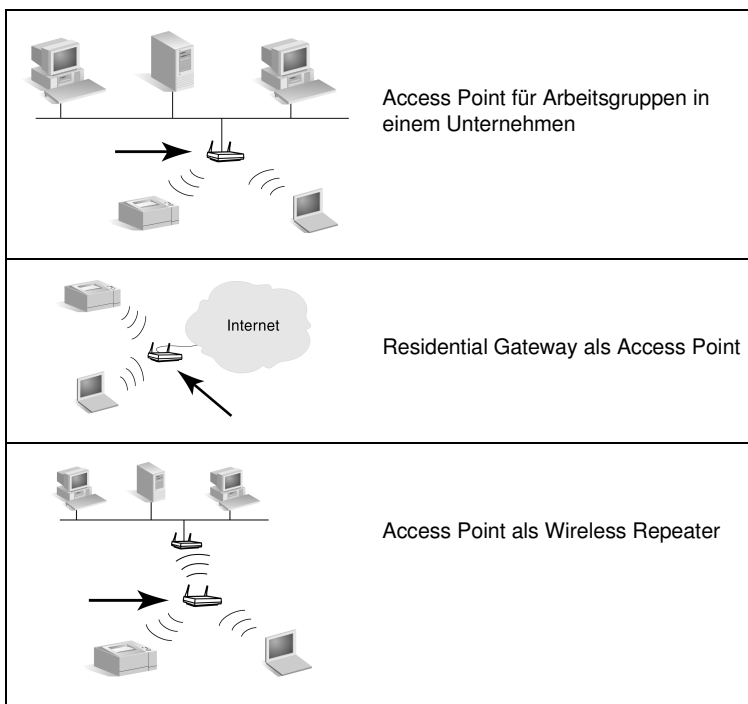 Access Point für Arbeitsgruppen in
einem Unternehmen
Internet
Residential Gateway als Access Point
Access Point als Wireless Repeater